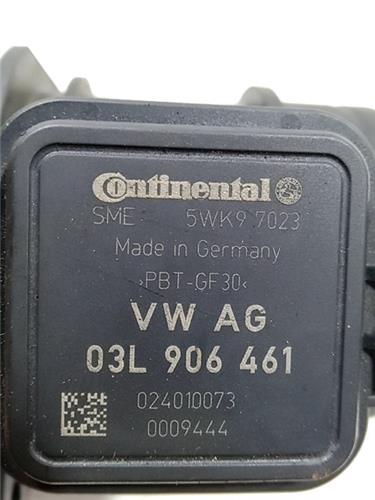 Continental
SME 5WK9 7023
Made in Germany
›PBT-GF30‹
VW AG
03L 906 461
024010073
0009444